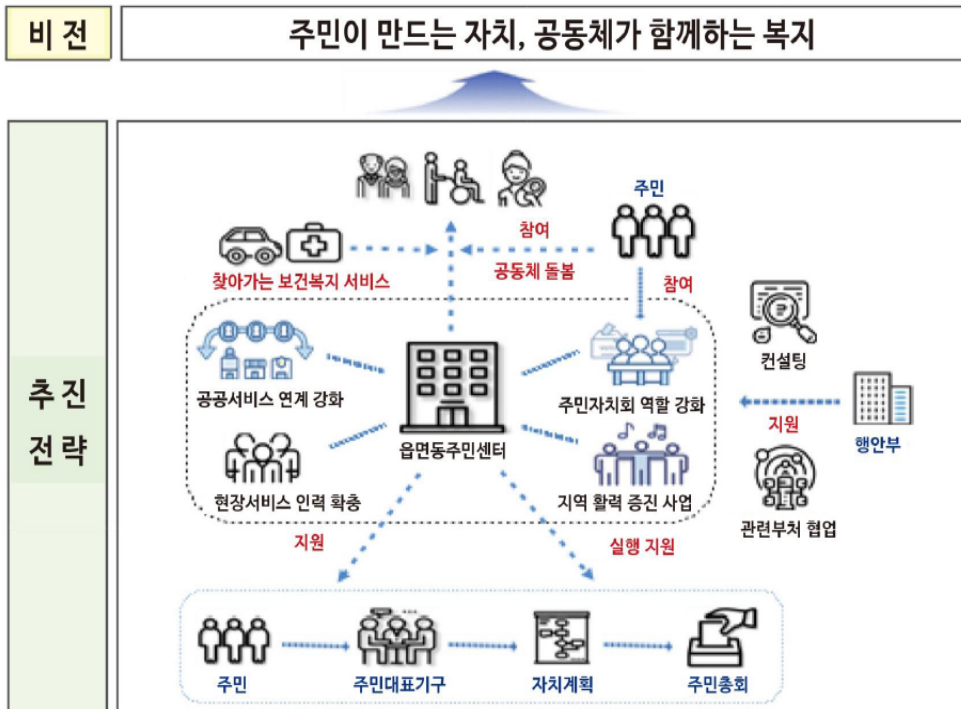 비 전
주민이 만드는 자치, 공동체가 함께하는 복지
추 진
전 략
주민
참여
찾아가는 보건복지 서비스
공동체 돌봄
참여
컨설팅
공공서비스 연계 강화
주민자치회 역할 강화
읍면동주민센터
지원
행안부
현장서비스 인력 확충
지역 활력 증진 사업
관련부처 협업
지원
실행 지원
주민
주민대표기구
자치계획
주민총회